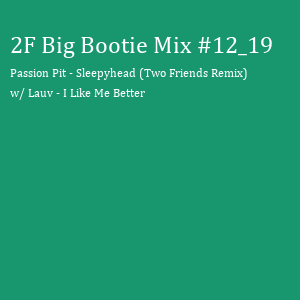 2F Big Bootie Mix #12_19
Passion Pit - Sleepyhead (Two Friends Remix)
w/ Lauv - I Like Me Better